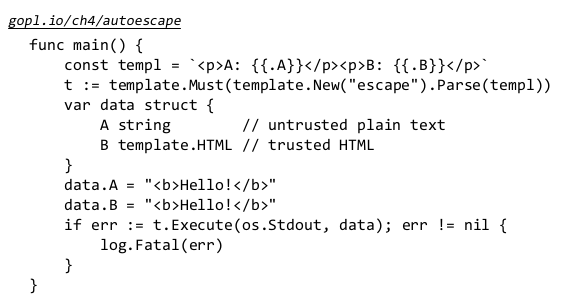 gopl.io/ch4/autoescape
func main() {
    const templ = `<p>A: {{.A}}</p><p>B: {{.B}}</p>`
    t := template.Must(template.New("escape").Parse(templ))
    var data struct {
        A string        // untrusted plain text
        B template.HTML // trusted HTML
    }
    data.A = "<b>Hello!</b>"
    data.B = "<b>Hello!</b>"
    if err := t.Execute(os.Stdout, data); err != nil {
        log.Fatal(err)
    }
}